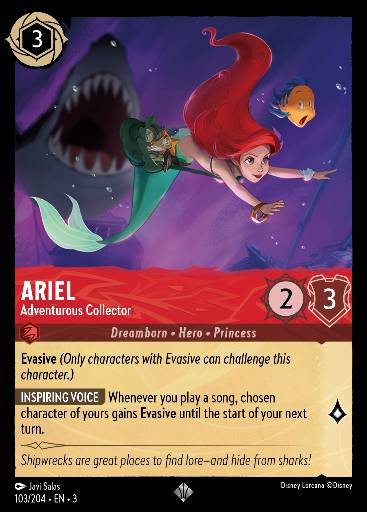 3
ARIEL
Adventurous Collector
2
3
Dreamborn • Hero • Princess
Evasive (Only characters with Evasive can challenge this
character.)
INSPIRING VOICE Whenever you play a song, chosen
character of yours gains Evasive until the start of your next
turn.
Shipwrecks are great places to find lore—and hide from sharks!
Javi Salas
103/204 • EN • 3
Disney Lorcana ©Disney